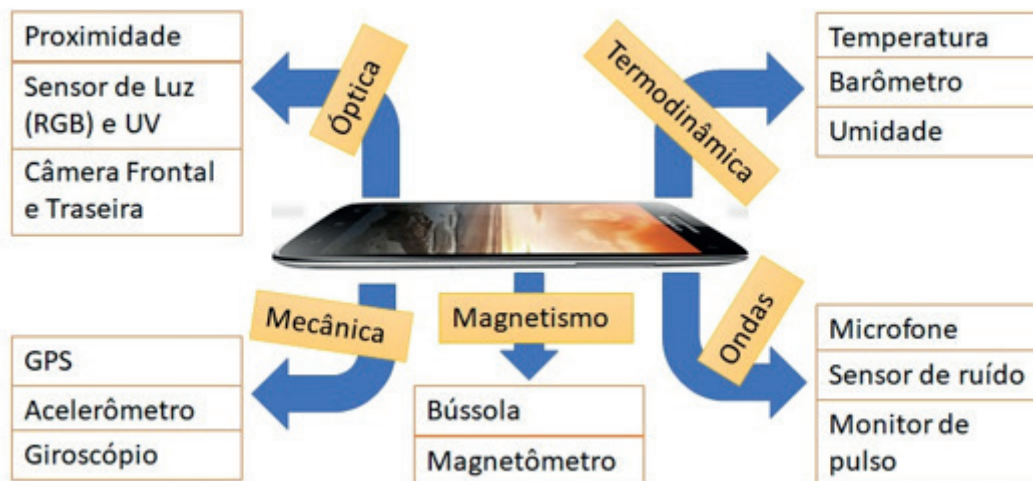 Proximidade
Sensor de Luz
(RGB) e UV
Câmera Frontal
e Traseira
Óptica
Termodinâmica
Temperatura
Barômetro
Umidade
Mecânica
GPS
Acelerômetro
Giroscópio
Magnetismo
Bússola
Magnetômetro
Ondas
Microfone
Sensor de ruído
Monitor de
pulso